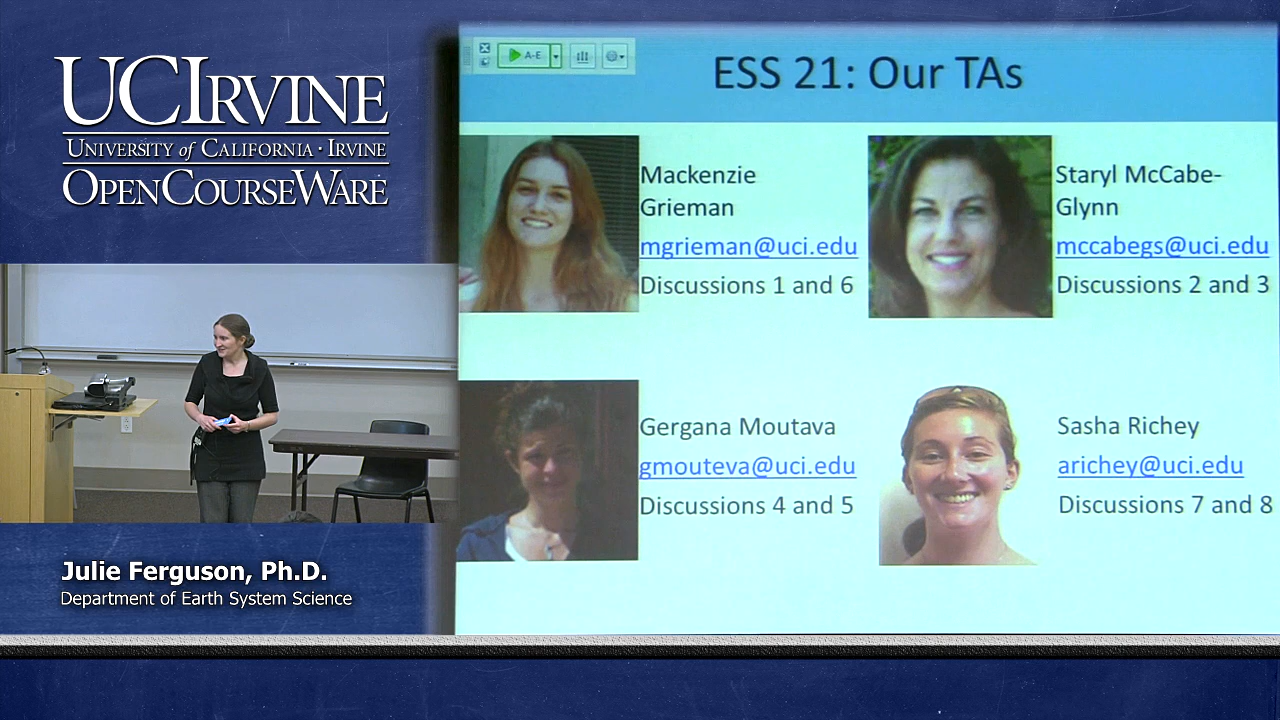 UCIRVINE
UNIVERSITY of CALIFORNIA · IRVINE
OPENCOURSEWARE
A-E
ESS 21: Our TAs
Mackenzie
Grieman
mgrieman@uci.edu
Discussions 1 and 6
Staryl McCabe-
Glynn
mccabegs@uci.edu
Discussions 2 and 3
Gergana Moutava
gmouteva@uci.edu
Discussions 4 and 5
Sasha Richey
arichey@uci.edu
Discussions 7 and 8
Julie Ferguson, Ph.D.
Department of Earth System Science